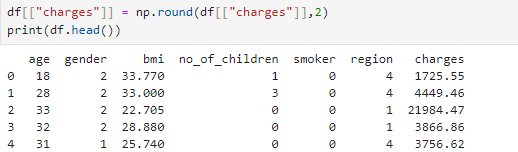 df[["charges"]] = np.round(df[["charges"]],2)
print(df.head())
age gender bmi no_of_children smoker region charges
0 18 2 33.770 1 0 4 1725.55
1 28 2 33.000 3 0 4 4449.46
2 33 2 22.705 0 0 1 21984.47
3 32 2 28.880 0 0 1 3866.86
4 31 1 25.740 0 0 4 3756.62